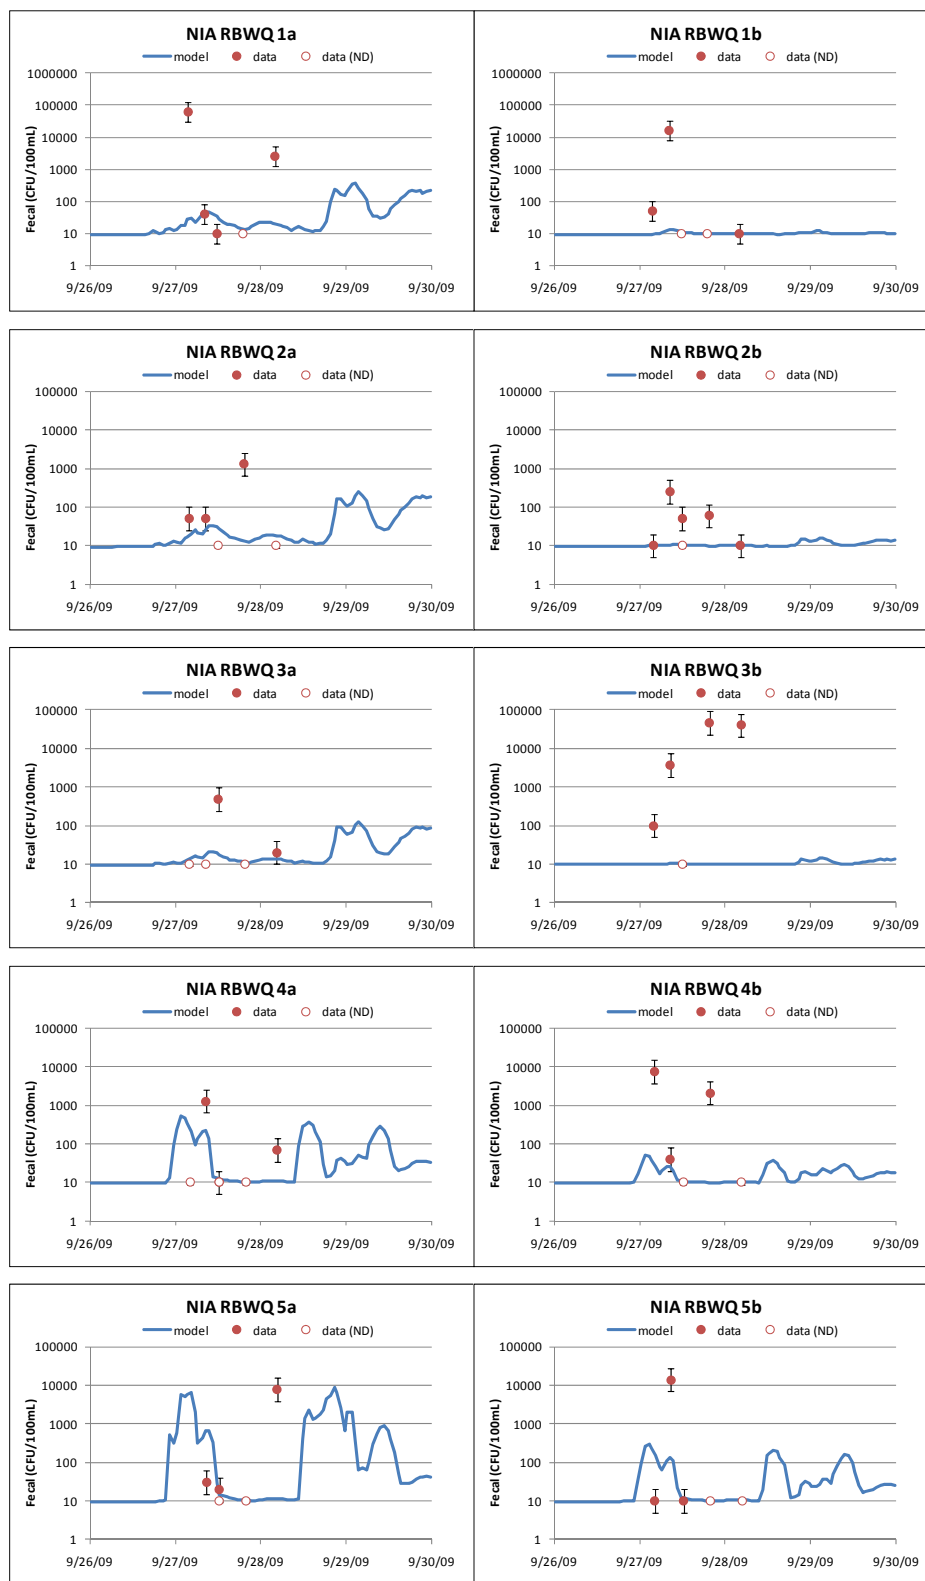 NIA RBWQ 1a
model data data (ND)
Fecal (CFU/100mL)
1000000
100000
10000
1000
100
10
1
9/26/09 9/27/09 9/28/09 9/29/09 9/30/09
NIA RBWQ 1b
model data data (ND)
9/26/09 9/27/09 9/28/09 9/29/09 9/30/09
Fecal (CFU/100mL)
1000000
100000
10000
1000
100
10
1
NIA RBWQ 2a
model data data (ND)
Fecal (CFU/100mL)
100000
10000
1000
100
10
1
9/26/09 9/27/09 9/28/09 9/29/09 9/30/09
NIA RBWQ 2b
model data data (ND)
Fecal (CFU/100mL)
100000
10000
1000
100
10
1
9/26/09 9/27/09 9/28/09 9/29/09 9/30/09
NIA RBWQ 3a
model data data (ND)
Fecal (CFU/100mL)
100000
10000
1000
100
10
1
9/26/09 9/27/09 9/28/09 9/29/09 9/30/09
NIA RBWQ 3b
model data data (ND)
Fecal (CFU/100mL)
100000
10000
1000
100
10
1
9/26/09 9/27/09 9/28/09 9/29/09 9/30/09
NIA RBWQ 4a
model data data (ND)
Fecal (CFU/100mL)
100000
10000
1000
100
10
1
9/26/09 9/27/09 9/28/09 9/29/09 9/30/09
NIA RBWQ 4b
model data data (ND)
Fecal (CFU/100mL)
100000
10000
1000
100
10
1
9/26/09 9/27/09 9/28/09 9/29/09 9/30/09
NIA RBWQ 5a
model data data (ND)
Fecal (CFU/100mL)
100000
10000
1000
100
10
1
9/26/09 9/27/09 9/28/09 9/29/09 9/30/09
NIA RBWQ 5b
model data data (ND)
Fecal (CFU/100mL)
100000
10000
1000
100
10
1
9/26/09 9/27/09 9/28/09 9/29/09 9/30/09